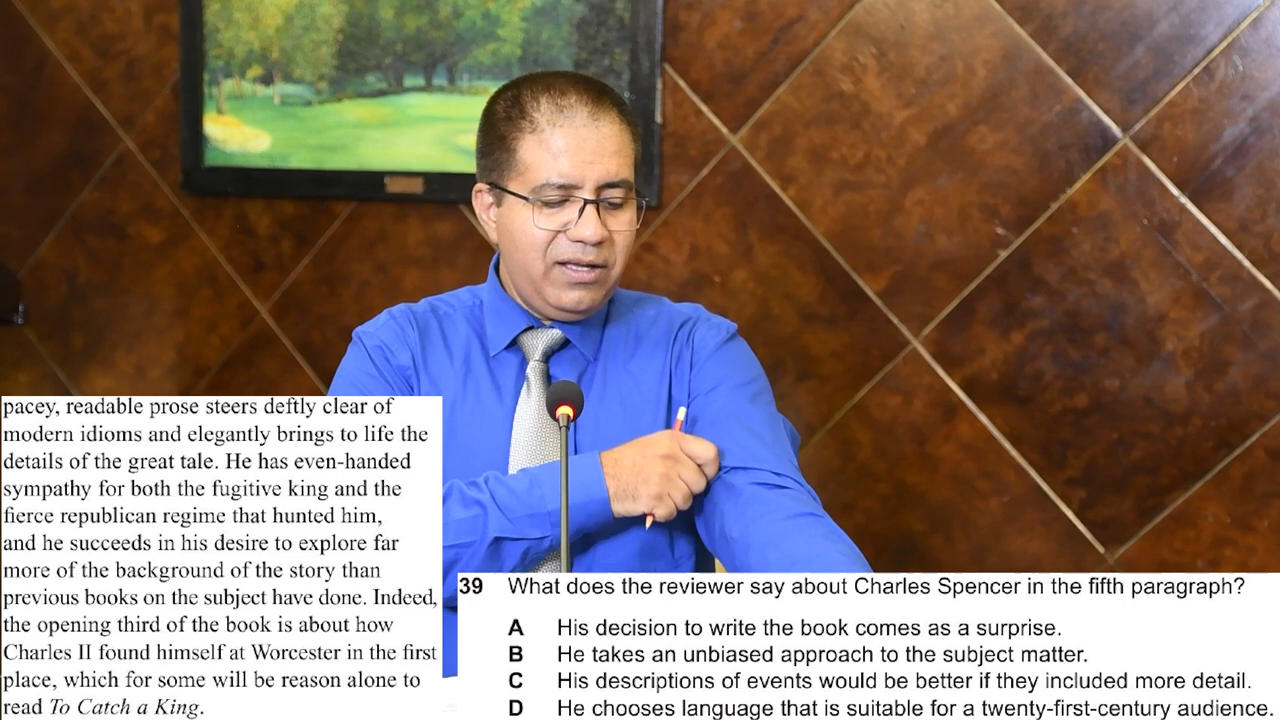 pacey, readable prose steers deftly clear of
modern idioms and elegantly brings to life the
details of the great tale. He has even-handed
sympathy for both the fugitive king and the
fierce republican regime that hunted him,
and he succeeds in his desire to explore far
more of the background of the story than
previous books on the subject have done. Indeed,
the opening third of the book is about how
Charles II found himself at Worcester in the first
place, which for some will be reason alone to
read To Catch a King.
39 What does the reviewer say about Charles Spencer in the fifth paragraph?
A His decision to write the book comes as a surprise.
B He takes an unbiased approach to the subject matter.
C His descriptions of events would be better if they included more detail.
D He chooses language that is suitable for a twenty-first-century audience.